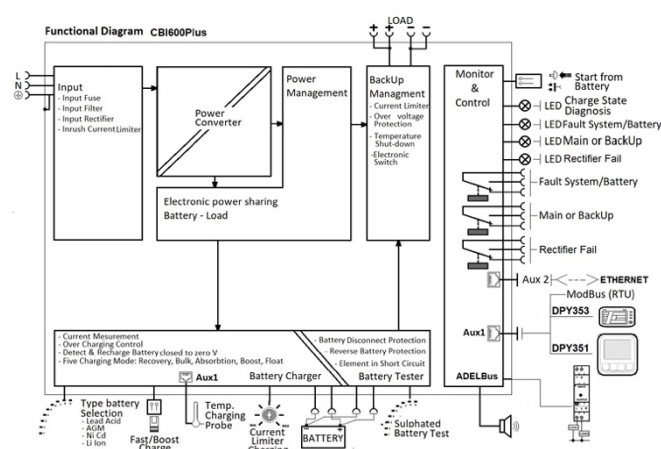 Functional Diagram CBI600Plus
LOAD
+ + - -
L
N
Input
- Input Fuse
- Input Filter
- Input Rectifier
- Inrush CurrentLimiter
Power
Converter
Power
Management
Electronic power sharing
Battery - Load
BackUp
Managment
- Current Limiter
- Over voltage
Protection
- Temperature
Shut-down
-Electronic
Switch
Monitor
&
Control
Start from
Battery
LED Charge State
Diagnosis
LED Fault System/Battery
LED Main or BackUp
LED Rectifier Fail
Fault System/Battery
Main or BackUp
Rectifier Fail
Aux 2
ETHERNET
ModBus (RTU)
DPY353
Aux1
DPY351
ADELBus
- Current Mesurement
- Over Charging Control
- Detect & Recharge Battery closed to zero V
- Five Charging Mode: Recovery, Bulk, Absorbtion, Boost, Float
Aux1
Battery Charger
- Battery Disconnect Protection
- Reverse Battery Protection
- Element in Short Circuit
Battery Tester
Type battery
Selection
- Lead Acid
- AGM
- Ni Cd
- Li Ion
Fast/Boost
Charge
Temp.
Charging
Probe
Current
Limiter
Charging
BATTERY
Sulphated
Battery Test